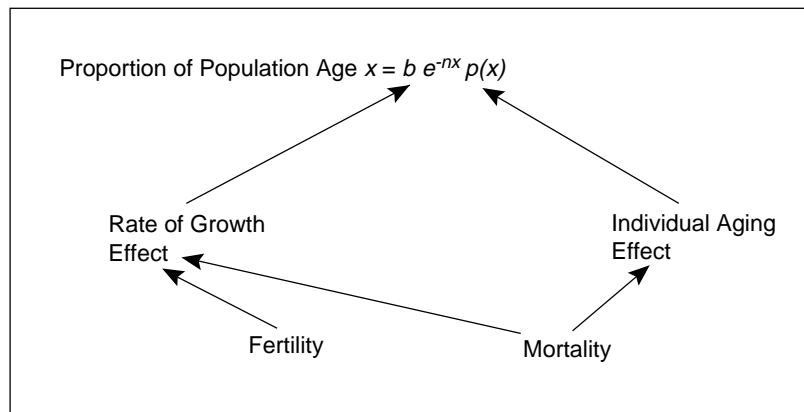 Proportion of Population Age x = b e^-nx p(x)
Rate of Growth
Effect
Individual Aging
Effect
Fertility
Mortality